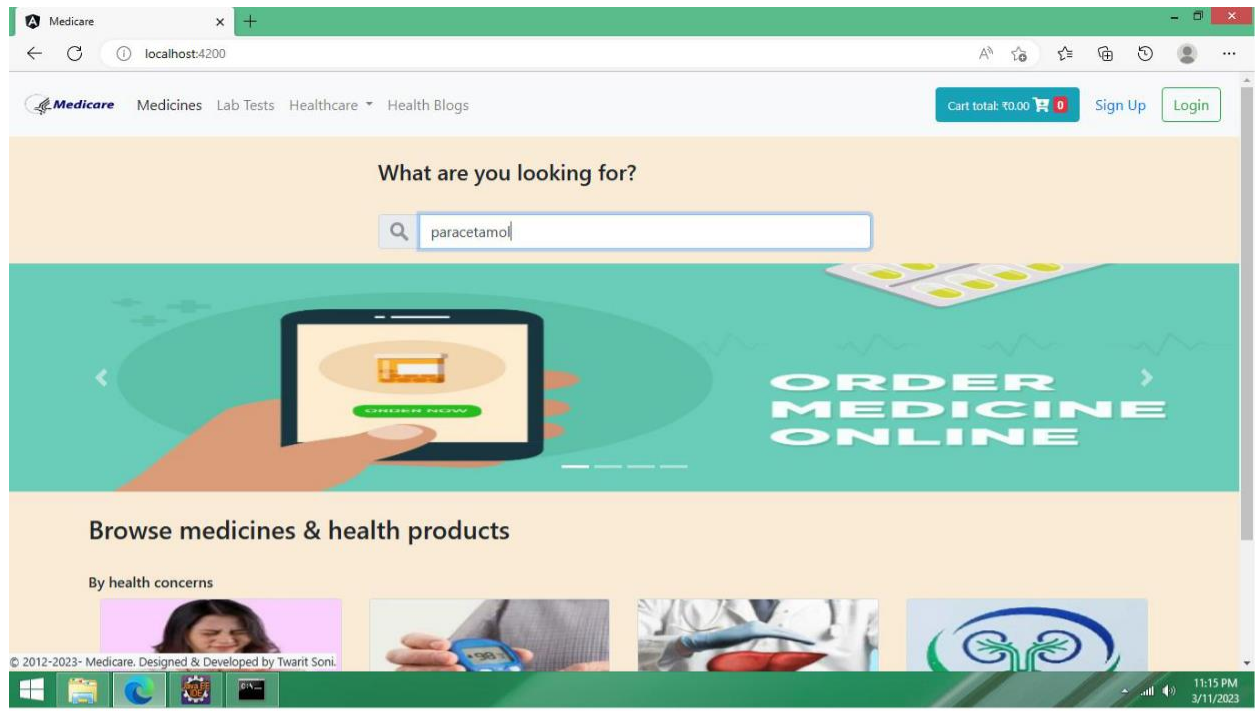 Medicare
localhost:4200
Medicare Medicines Lab Tests Healthcare Health Blogs Cart total: ₹0.00 0 Sign Up Login
What are you looking for?
paracetamol
ORDER NOW
ORDER
MEDICINE
ONLINE
Browse medicines & health products
By health concerns
98
© 2012-2023- Medicare. Designed & Developed by Twarit Soni.
11:15 PM
3/11/2023